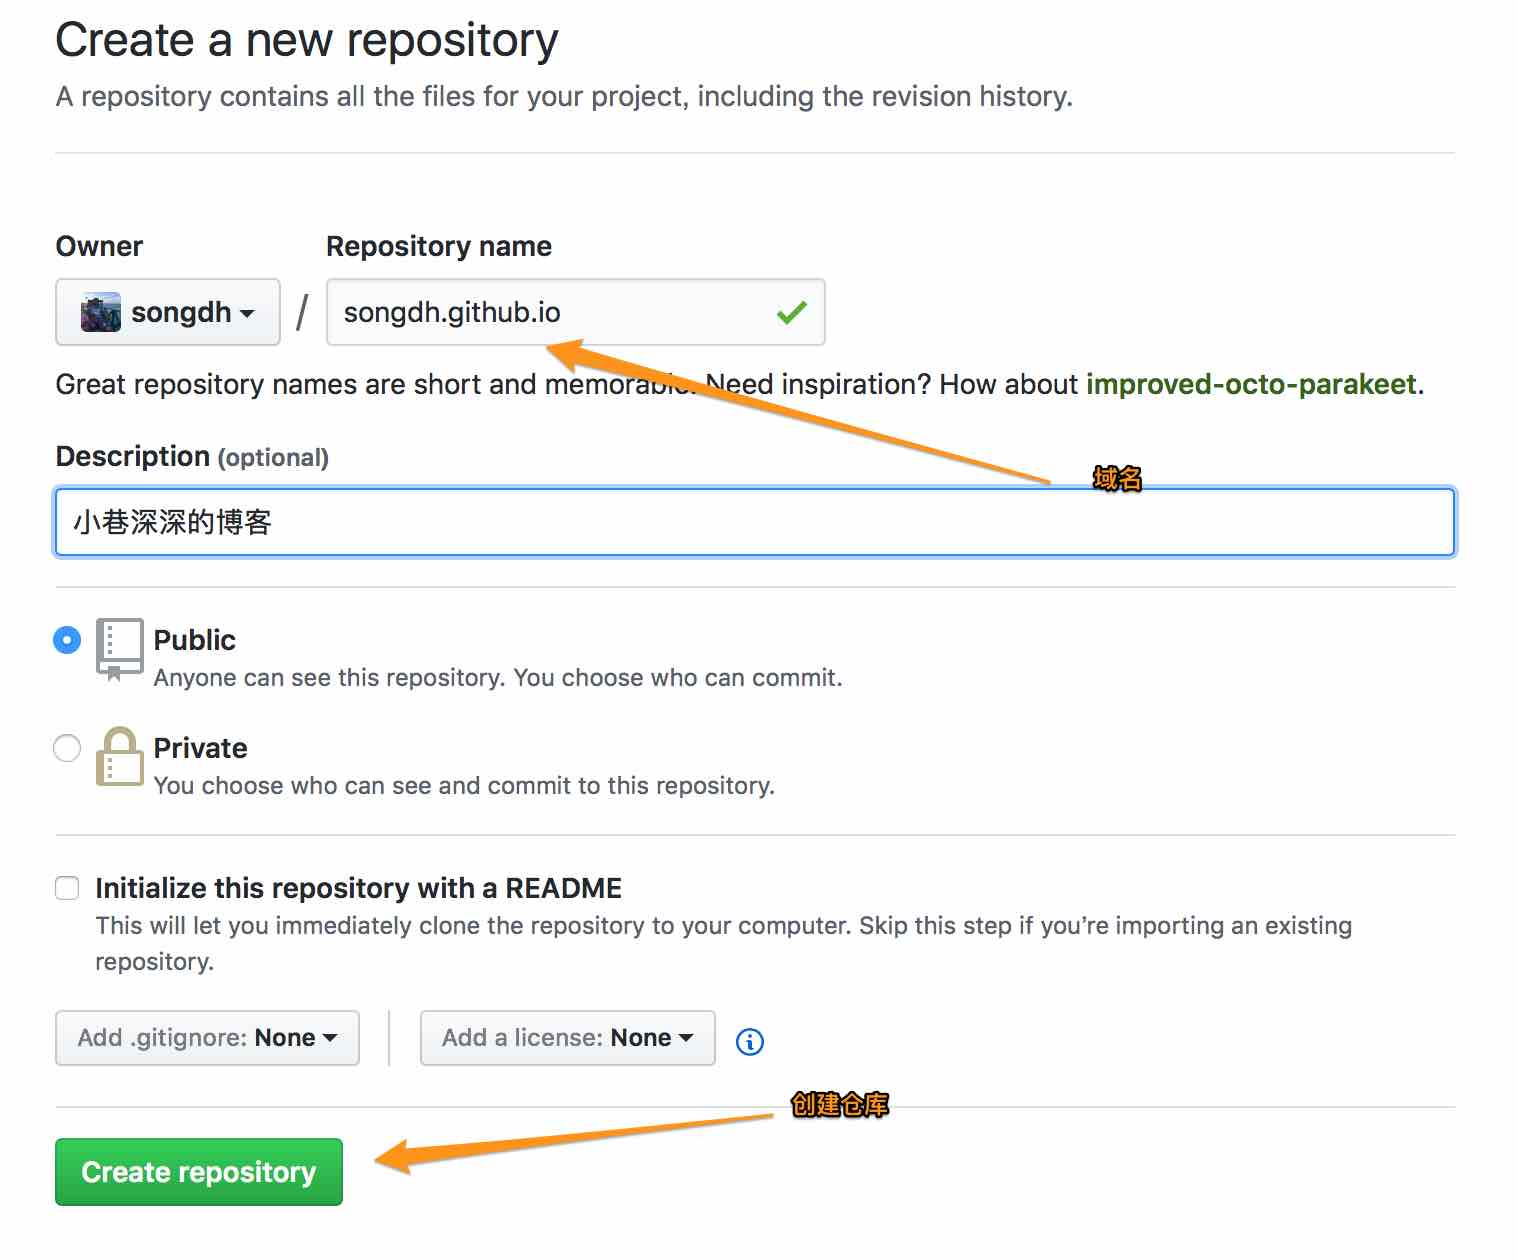 Create a new repository
A repository contains all the files for your project, including the revision history.
Owner
Repository name
songdh
/
songdh.github.io
Great repository names are short and memorable. Need inspiration? How about improved-octo-parakeet.
Description (optional)
域名
小巷深深的博客
Public
Anyone can see this repository. You choose who can commit.
Private
You choose who can see and commit to this repository.
Initialize this repository with a README
This will let you immediately clone the repository to your computer. Skip this step if you’re importing an existing
repository.
Add .gitignore: None
Add a license: None
创建仓库
Create repository